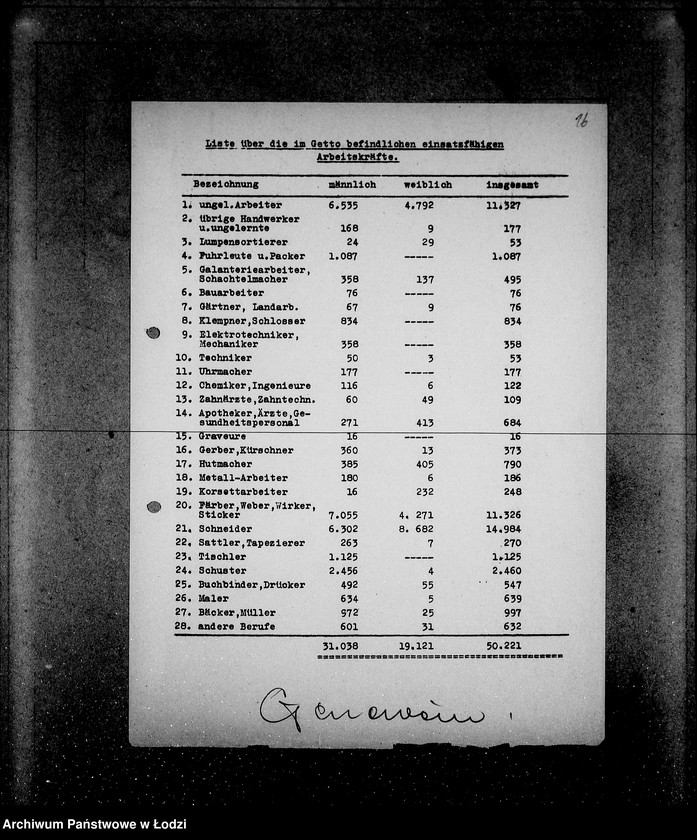 16
Liste über die im Getto befindlichen einsatzfähigen
Arbeitskräfte.
Bezeichnung männlich weiblich insgesamt
1. ungel.Arbeiter 6.535 4.792 11.327
2. übrige Handwerker
u.ungelernte 168 9 177
3. Lumpensortierer 24 29 53
4. Fuhrleute u.Packer 1.087 ----- 1.087
5. Galanteriearbeiter,
Schachtelmacher 358 137 495
6. Bauarbeiter 76 ----- 76
7. Gärtner, Landarb. 67 9 76
8. Klempner,Schlosser 834 ----- 834
9. Elektrotechniker,
Mechaniker 358 ----- 358
10. Techniker 50 3 53
11. Uhrmacher 177 ----- 177
12. Chemiker,Ingenieure 116 6 122
13. Zahnärzte,Zahntechn. 60 49 109
14. Apotheker,Ärzte,Ge-
sundheitspersonal 271 413 684
15. Graveure 16 ----- 16
16. Gerber,Kürschner 360 13 373
17. Hutmacher 385 405 790
18. Metall-Arbeiter 180 6 186
19. Korsettarbeiter 16 232 248
20. Färber,Weber,Wirker,
Sticker 7.055 4. 271 11.326
21. Schneider 6.302 8. 682 14.984
22. Sattler,Tapezierer 263 7 270
23. Tischler 1.125 ----- 1.125
24. Schuster 2.456 4 2.460
25. Buchbinder,Drücker 492 55 547
26. Maler 634 5 639
27. Bäcker,Müller 972 25 997
28. andere Berufe 601 31 632
31.038 19.121 50.221
Archiwum Państwowe w Łodzi